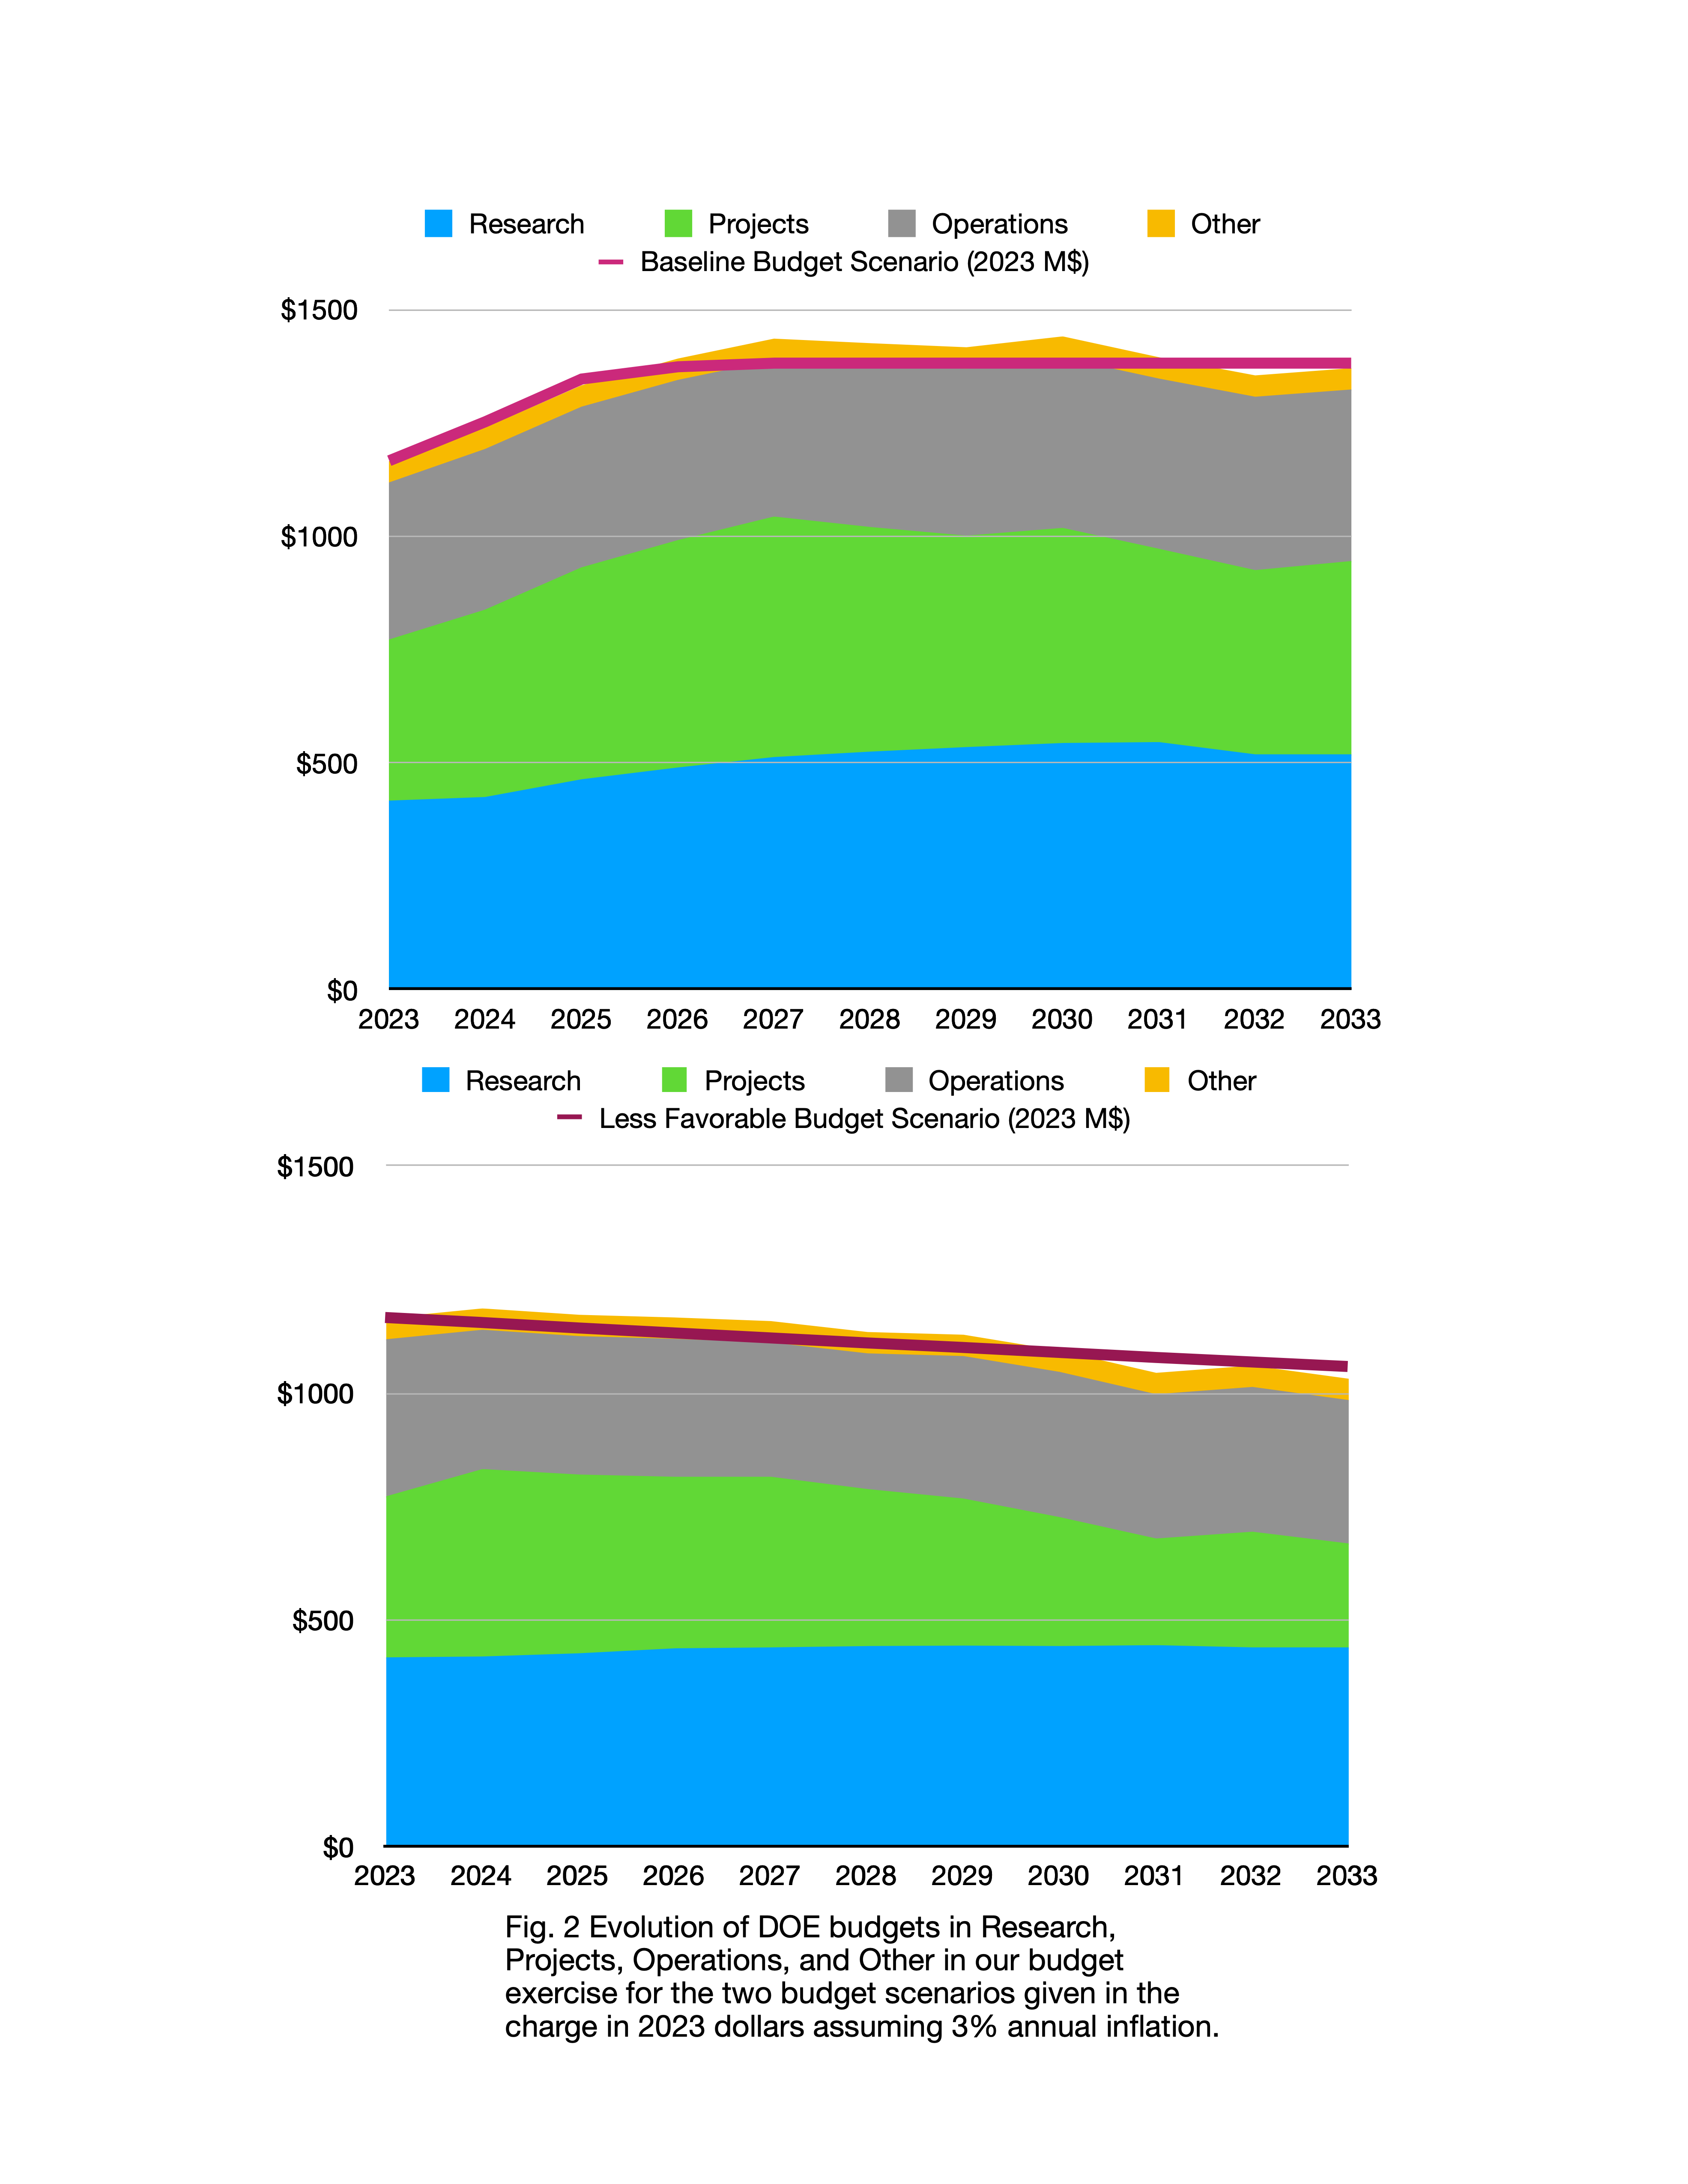 Research Projects Operations Other
Baseline Budget Scenario (2023 M$)
$1500
$1000
$500
$0
2023 2024 2025 2026 2027 2028 2029 2030 2031 2032 2033
Research Projects Operations Other
Less Favorable Budget Scenario (2023 M$)
$1500
$1000
$500
$0
2023 2024 2025 2026 2027 2028 2029 2030 2031 2032 2033
Fig. 2 Evolution of DOE budgets in Research,
Projects, Operations, and Other in our budget
exercise for the two budget scenarios given in the
charge in 2023 dollars assuming 3% annual inflation.